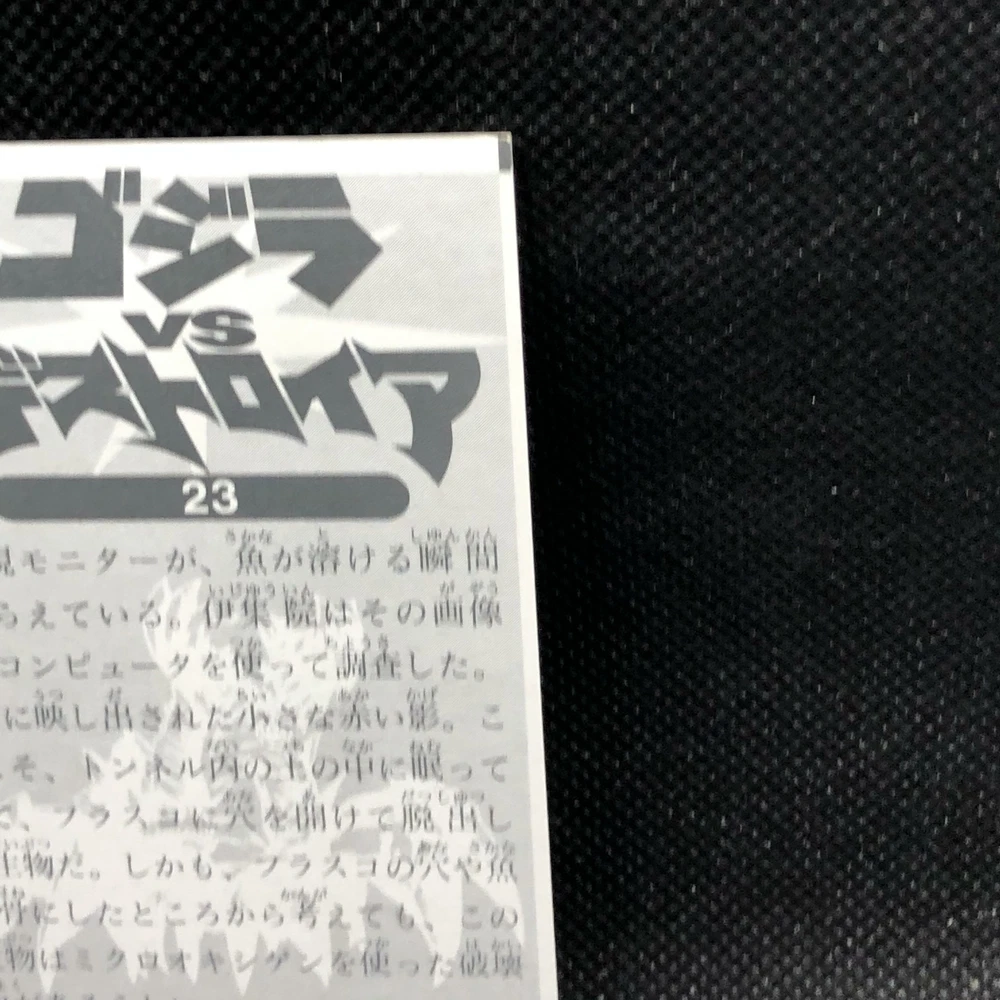 ゴジラ
VS
デストロイア
23
モニターが、魚が溶ける瞬間
らえている。伊集院はその画像
コンピュータを使って調査した。
に映し出された小さな赤い影。こ
そ、トンネル内の土の中に眠って
で、フラスコに穴を開けて脱出し
生物だ。しかも、フラスコの穴や魚
にしたところから考えても、この
物はミクロオキシゲンを使った破壊